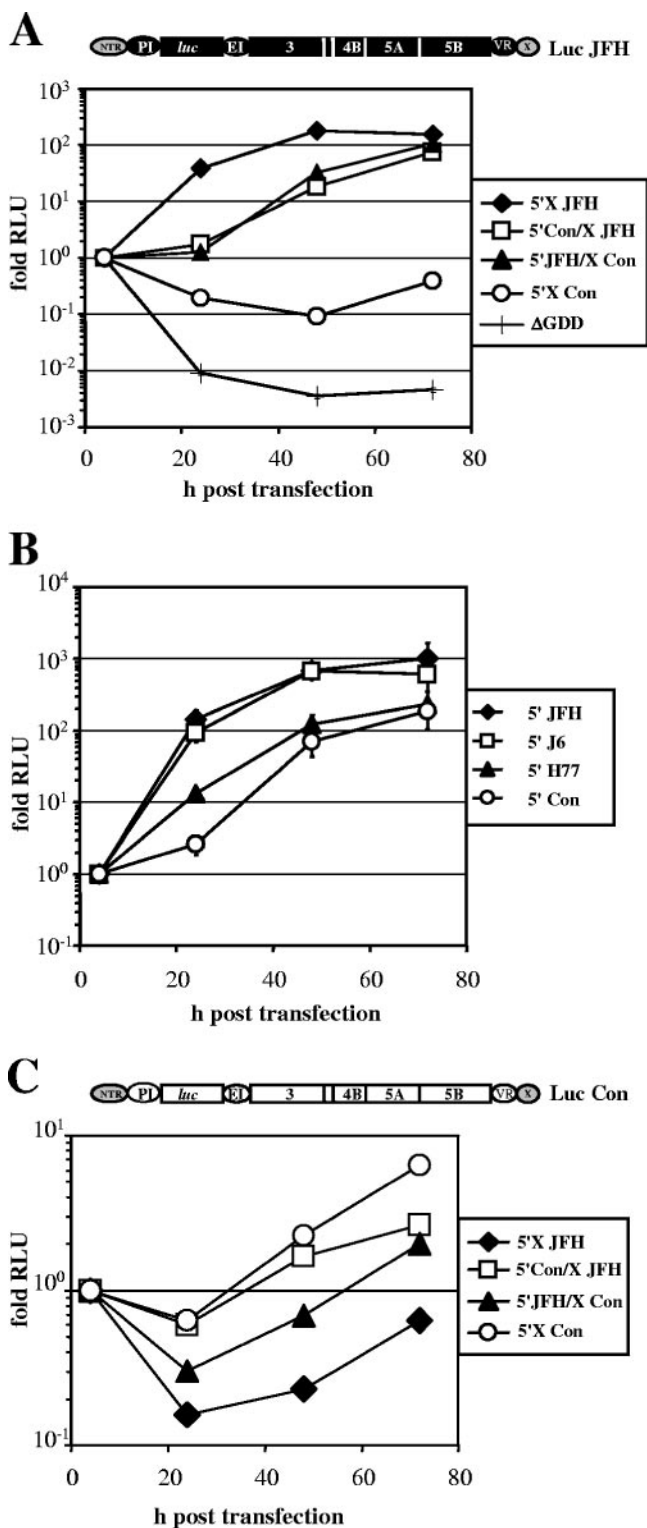 A
NTR PI luc EI 3 4B 5A 5B VR X Luc JFH
10³
10²
10¹
10⁰
10⁻¹
10⁻²
10⁻³
fold RLU
0 20 40 60 80
h post transfection
5'X JFH
5'Con/X JFH
5'JFH/X Con
5'X Con
ΔGDD
B
10⁴
10³
10²
10¹
10⁰
10⁻¹
fold RLU
0 20 40 60 80
h post transfection
5' JFH
5' J6
5' H77
5' Con
C
NTR PI luc EI 3 4B 5A 5B VR X Luc Con
10¹
10⁰
10⁻¹
fold RLU
0 20 40 60 80
h post transfection
5'X JFH
5'Con/X JFH
5'JFH/X Con
5'X Con